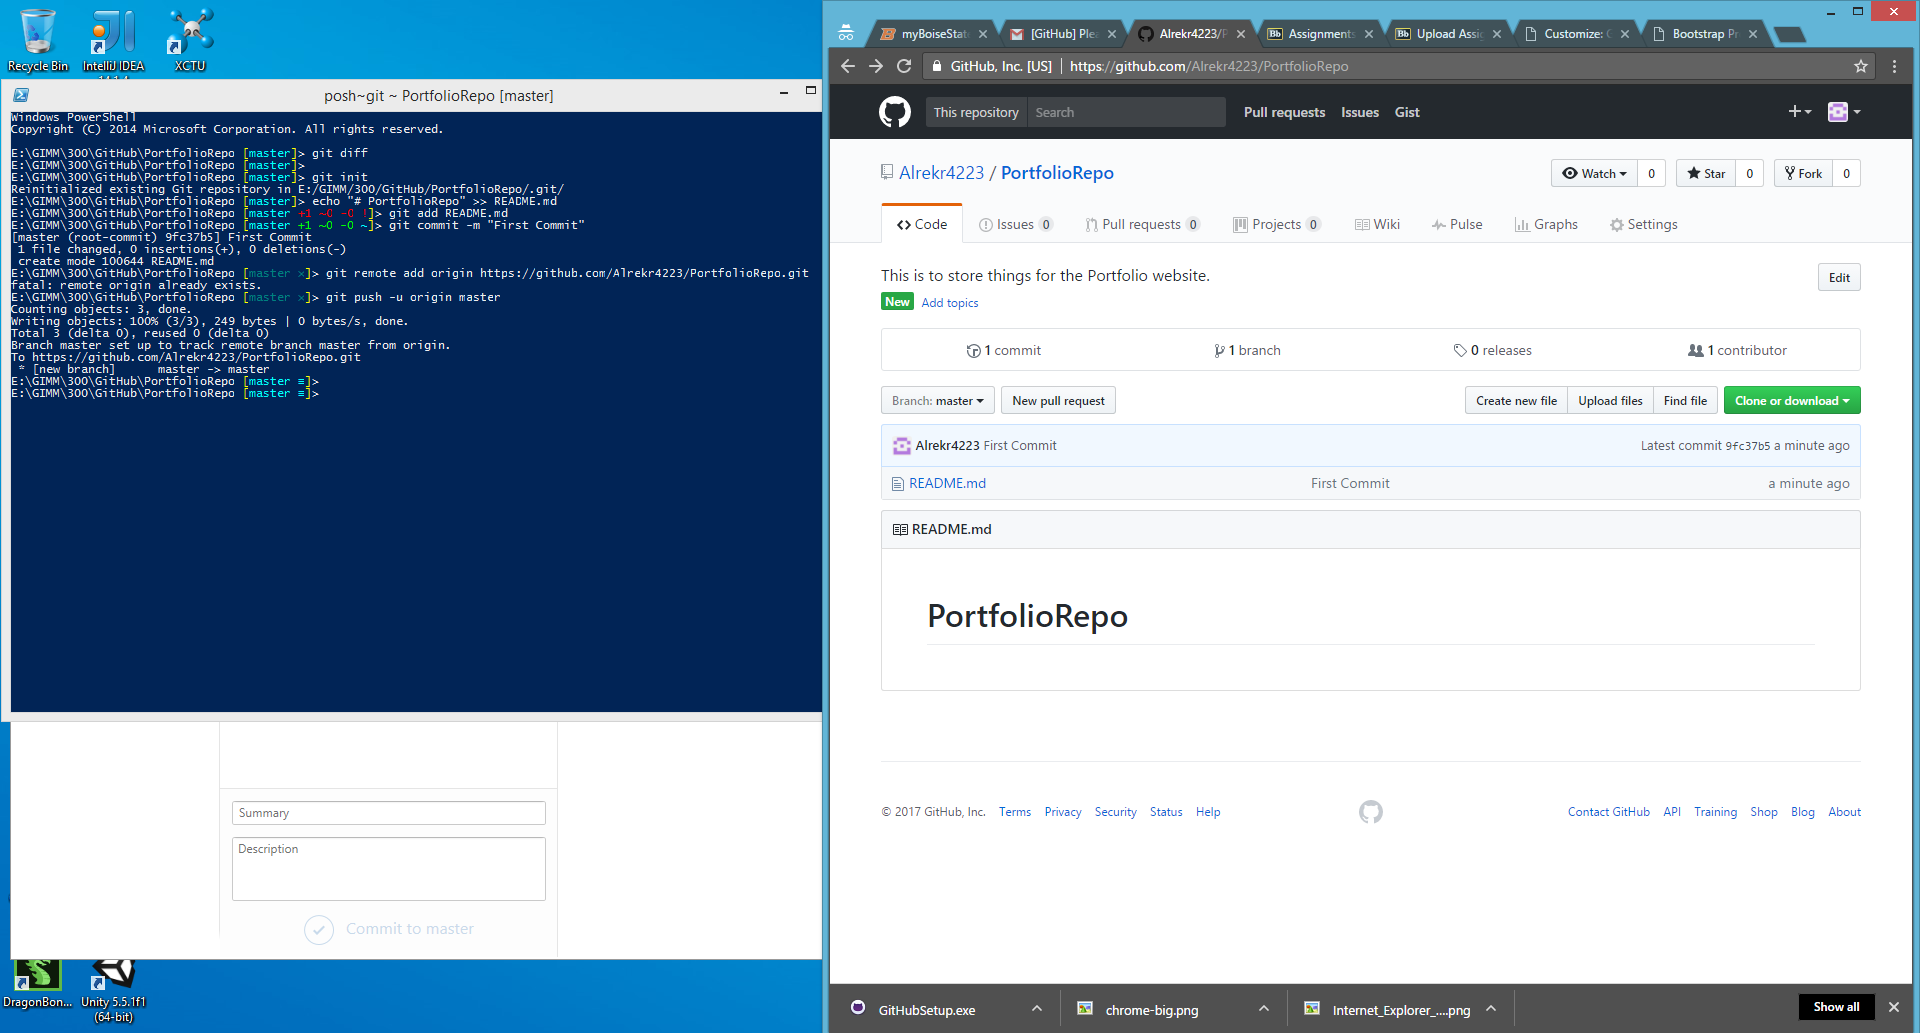 Recycle Bin
IntelliJ IDEA
XCTU
posh~git ~ PortfolioRepo [master]
Windows PowerShell
Copyright (C) 2014 Microsoft Corporation. All rights reserved.
E:\GIMM\300\GitHub\PortfolioRepo [master]> git diff
E:\GIMM\300\GitHub\PortfolioRepo [master]>
E:\GIMM\300\GitHub\PortfolioRepo [master]> git init
Reinitialized existing Git repository in E:/GIMM/300/GitHub/PortfolioRepo/.git/
E:\GIMM\300\GitHub\PortfolioRepo [master]> echo "# PortfolioRepo" >> README.md
E:\GIMM\300\GitHub\PortfolioRepo [master +1 ~0 -0 !]> git add README.md
E:\GIMM\300\GitHub\PortfolioRepo [master +1 ~0 -0 ~]> git commit -m "First Commit"
[master (root-commit) 9fc37b5] First Commit
1 file changed, 0 insertions(+), 0 deletions(-)
create mode 100644 README.md
E:\GIMM\300\GitHub\PortfolioRepo [master ×]> git remote add origin https://github.com/Alrekr4223/PortfolioRepo.git
fatal: remote origin already exists.
E:\GIMM\300\GitHub\PortfolioRepo [master ×]> git push -u origin master
Counting objects: 3, done.
Writing objects: 100% (3/3), 249 bytes | 0 bytes/s, done.
Total 3 (delta 0), reused 0 (delta 0)
Branch master set up to track remote branch master from origin.
To https://github.com/Alrekr4223/PortfolioRepo.git
* [new branch]      master -> master
E:\GIMM\300\GitHub\PortfolioRepo [master ≡]>
E:\GIMM\300\GitHub\PortfolioRepo [master ≡]>
Summary
Description
Commit to master
DragonBon...
Unity 5.5.1f1
(64-bit)
myBoiseState
[GitHub] Plea
Alrekr4223/P
Bb Assignments
Bb Upload Assig
Customize:
Bootstrap Pr
GitHub, Inc. [US] | https://github.com/Alrekr4223/PortfolioRepo
This repository Search Pull requests Issues Gist
Alrekr4223 / PortfolioRepo
Watch 0 Star 0 Fork 0
Code Issues 0 Pull requests 0 Projects 0 Wiki Pulse Graphs Settings
This is to store things for the Portfolio website. Edit
New Add topics
1 commit 1 branch 0 releases 1 contributor
Branch: master New pull request Create new file Upload files Find file Clone or download
Alrekr4223 First Commit Latest commit 9fc37b5 a minute ago
README.md First Commit a minute ago
README.md
PortfolioRepo
© 2017 GitHub, Inc. Terms Privacy Security Status Help Contact GitHub API Training Shop Blog About
GitHubSetup.exe chrome-big.png Internet_Explorer_....png Show all